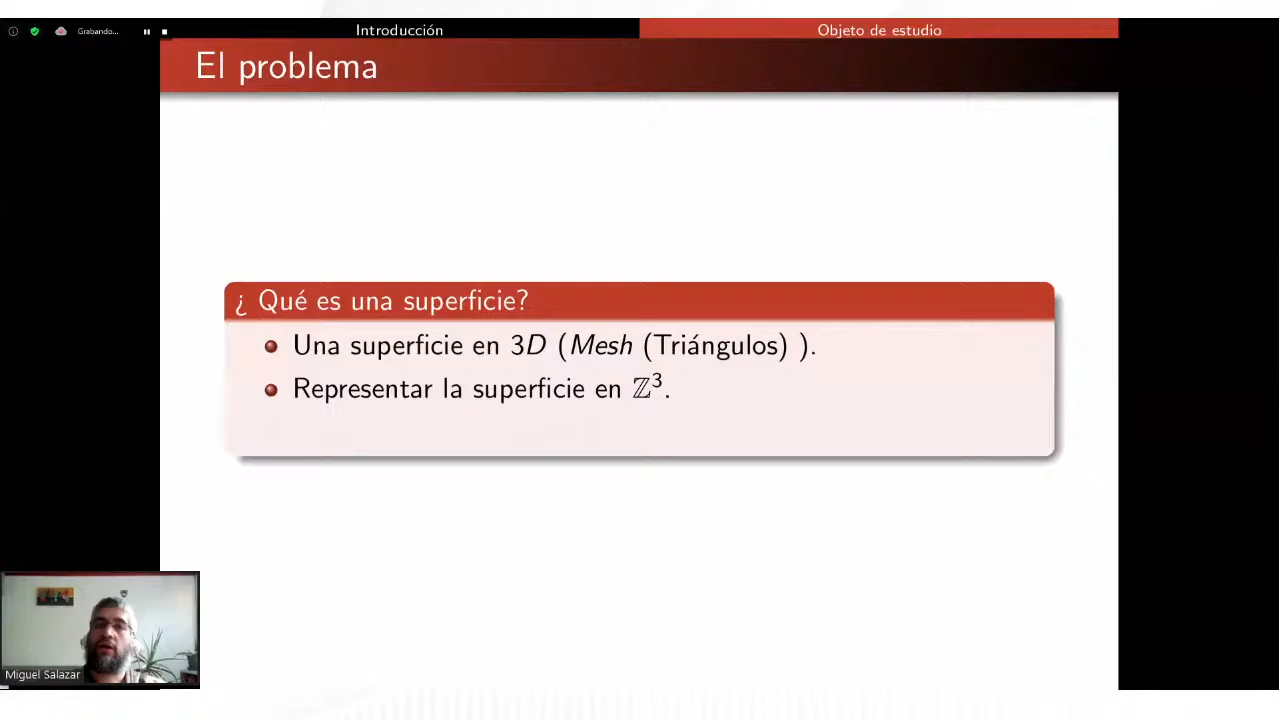 Grabando...
Introducción
Objeto de estudio
El problema
¿ Qué es una superficie?
Una superficie en 3D (Mesh (Triángulos) ).
Representar la superficie en ℤ³.
Miguel Salazar